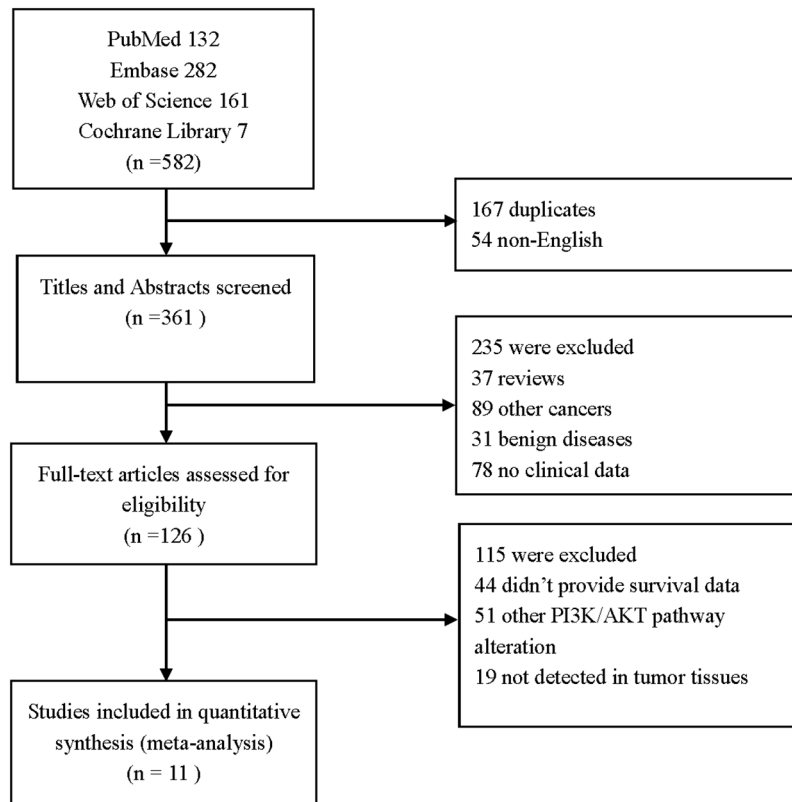 PubMed 132
Embase 282
Web of Science 161
Cochrane Library 7
(n =582)
167 duplicates
54 non-English
Titles and Abstracts screened
(n =361 )
235 were excluded
37 reviews
89 other cancers
31 benign diseases
78 no clinical data
Full-text articles assessed for
eligibility
(n =126 )
115 were excluded
44 didn’t provide survival data
51 other PI3K/AKT pathway
alteration
19 not detected in tumor tissues
Studies included in quantitative
synthesis (meta-analysis)
(n = 11 )